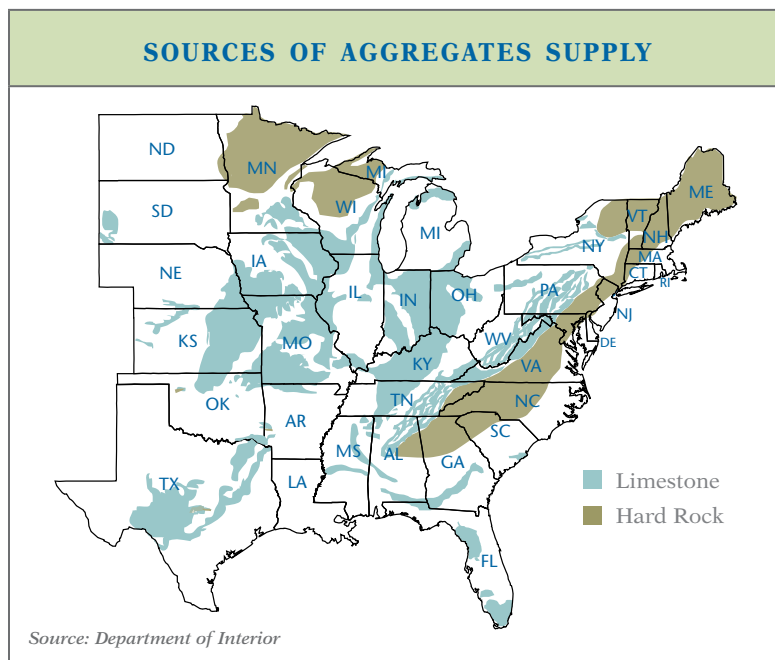 SOURCES OF AGGREGATES SUPPLY
ND
MN
MI
SD
WI
MI
ME
VT
NH
NY
MA
CT
RI
NE
IA
IL
IN
OH
PA
NJ
KS
MO
KY
WV
VA
DE
OK
AR
TN
NC
SC
MS
AL
GA
TX
LA
FL
Limestone
Hard Rock
Source: Department of Interior